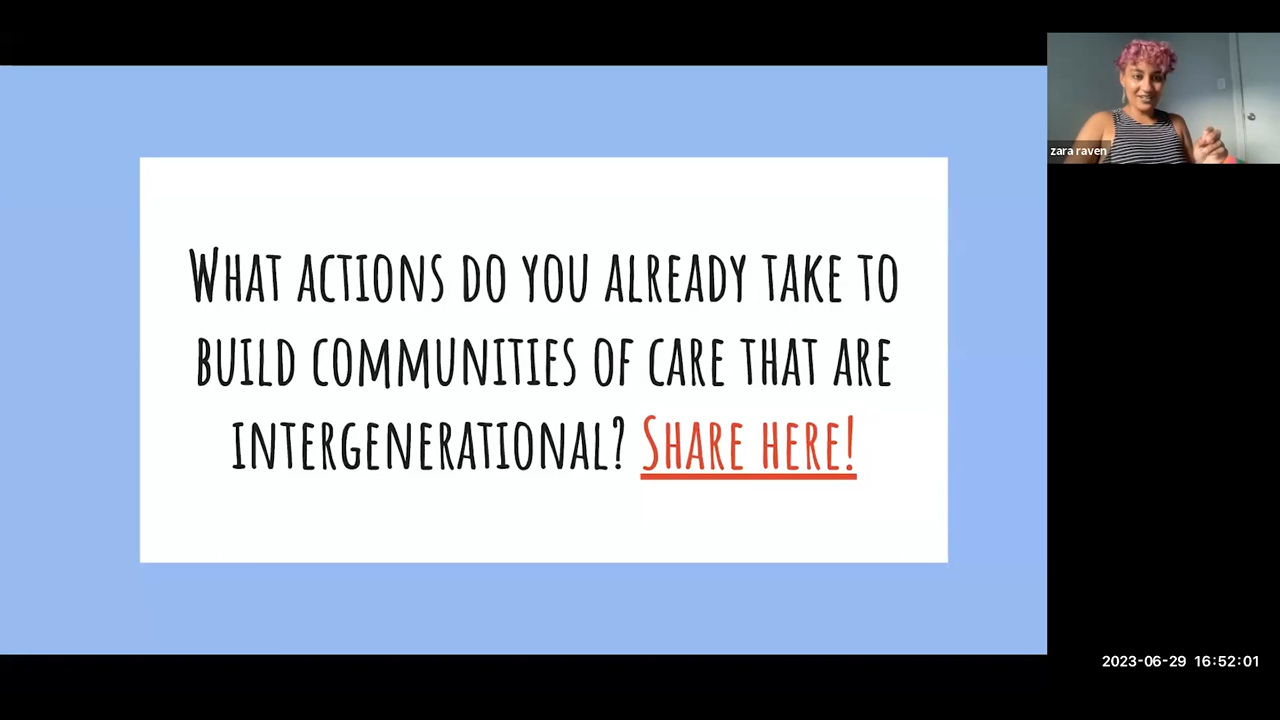 What actions do you already take to
build communities of care that are
intergenerational? Share here!
zara raven
2023-06-29 16:52:01